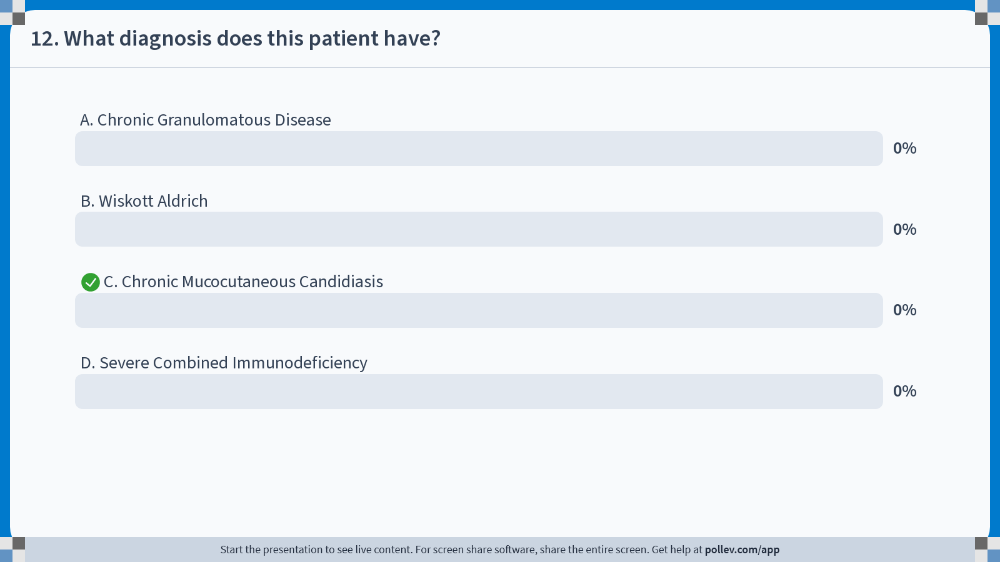 12. What diagnosis does this patient have?
A. Chronic Granulomatous Disease
0%
B. Wiskott Aldrich
0%
C. Chronic Mucocutaneous Candidiasis
0%
D. Severe Combined Immunodeficiency
0%
Start the presentation to see live content. For screen share software, share the entire screen. Get help at pollev.com/app